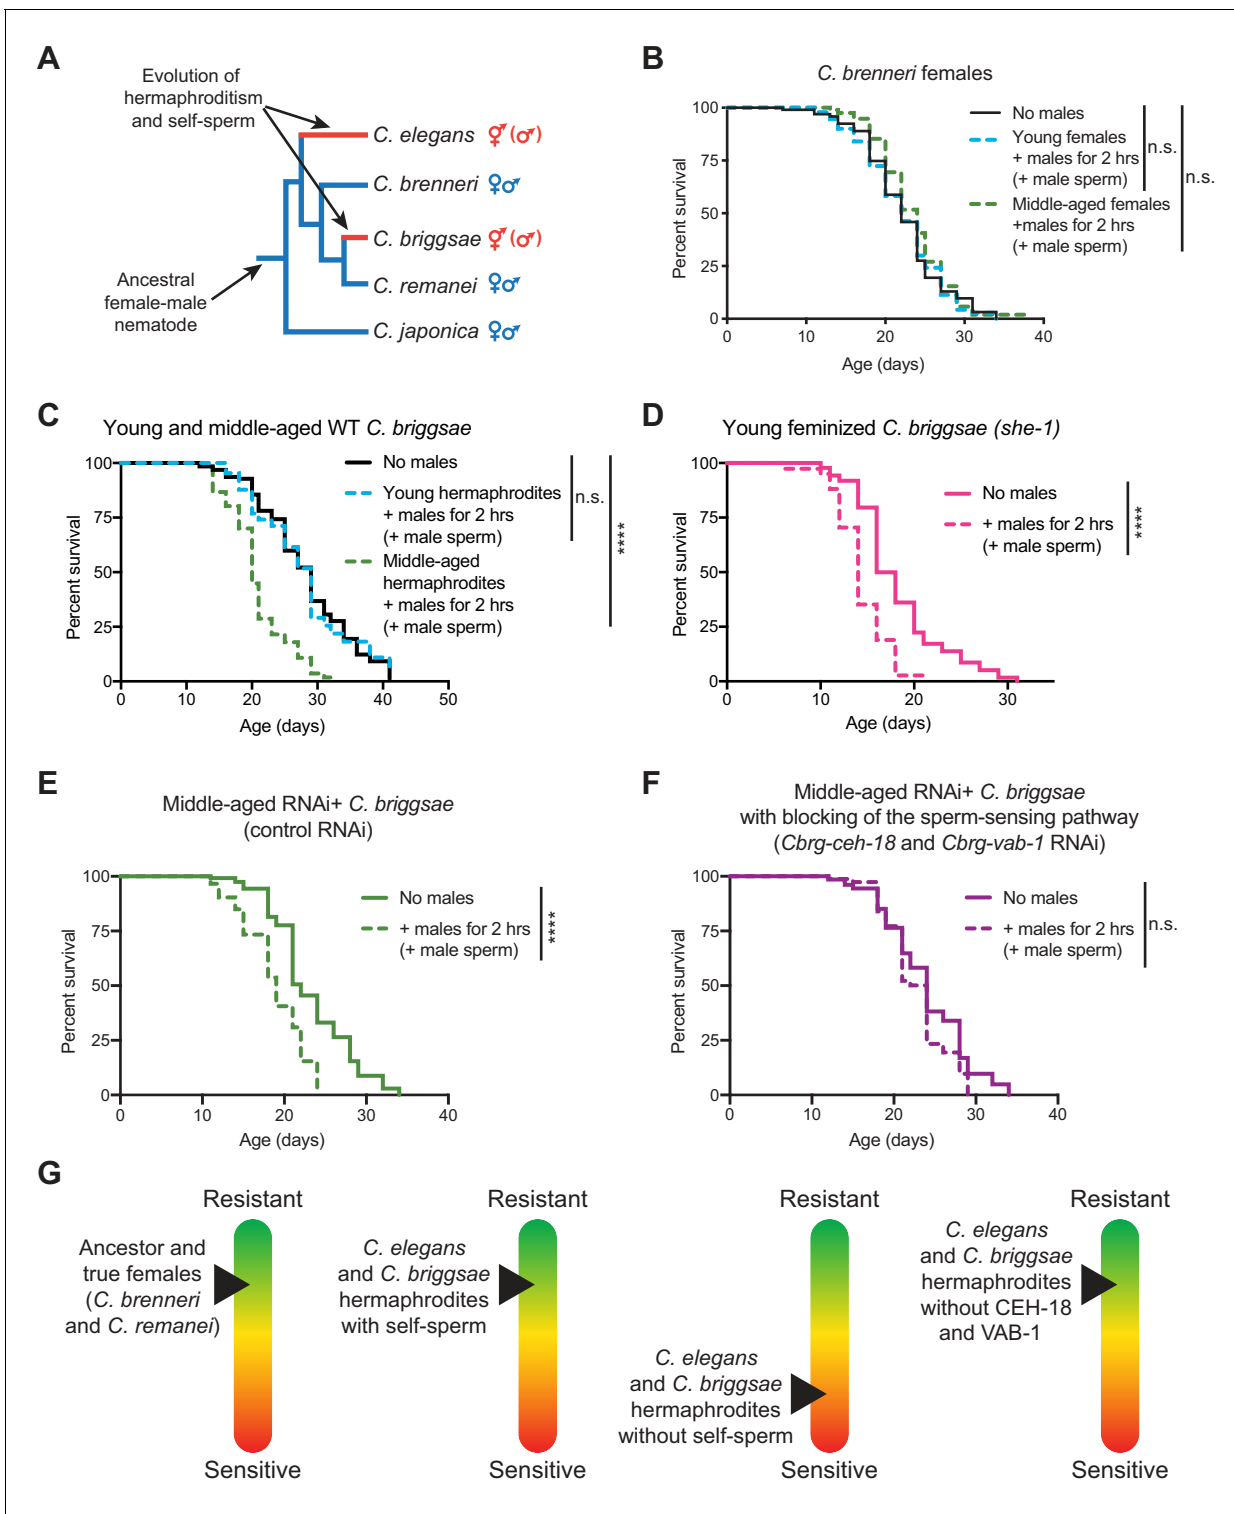 A
Evolution of
hermaphroditism
and self-sperm
C. elegans ⚥ (♂)
C. brenneri ♀♂
C. briggsae ⚥ (♂)
C. remanei ♀♂
C. japonica ♀♂
Ancestral
female-male
nematode
B
C. brenneri females
Percent survival
100
75
50
25
0
0 10 20 30 40
Age (days)
No males
Young females
+ males for 2 hrs
(+ male sperm)
Middle-aged females
+males for 2 hrs
(+ male sperm)
n.s.
n.s.
C
Young and middle-aged WT C. briggsae
Percent survival
100
75
50
25
0
0 10 20 30 40 50
Age (days)
No males
Young hermaphrodites
+ males for 2 hrs
(+ male sperm)
Middle-aged
hermaphrodites
+ males for 2 hrs
(+ male sperm)
n.s.
****
D
Young feminized C. briggsae (she-1)
Percent survival
100
75
50
25
0
0 10 20 30
Age (days)
No males
+ males for 2 hrs
(+ male sperm)
****
E
Middle-aged RNAi+ C. briggsae
(control RNAi)
Percent survival
100
75
50
25
0
0 10 20 30 40
Age (days)
No males
+ males for 2 hrs
(+ male sperm)
****
F
Middle-aged RNAi+ C. briggsae
with blocking of the sperm-sensing pathway
(Cbrg-ceh-18 and Cbrg-vab-1 RNAi)
Percent survival
100
75
50
25
0
0 10 20 30 40
Age (days)
No males
+ males for 2 hrs
(+ male sperm)
n.s.
G
Resistant
Ancestor and
true females
(C. brenneri
and C. remanei)
Sensitive
Resistant
C. elegans
and C. briggsae
hermaphrodites
with self-sperm
Sensitive
Resistant
C. elegans
and C. briggsae
hermaphrodites
without self-sperm
Sensitive
Resistant
C. elegans
and C. briggsae
hermaphrodites
without CEH-18
and VAB-1
Sensitive